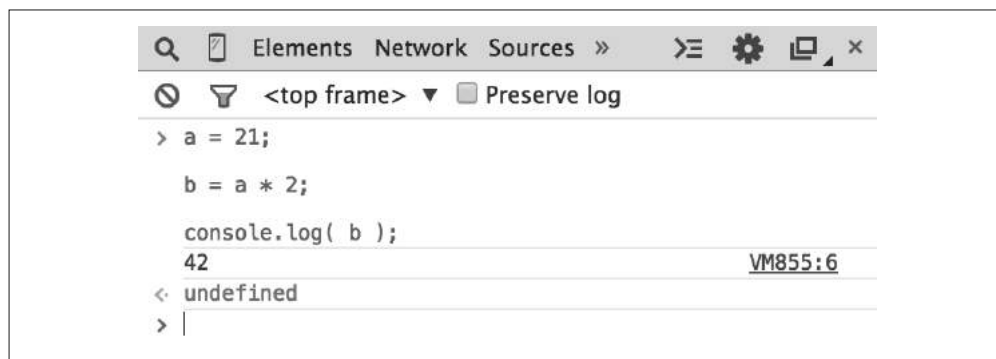 Elements Network Sources »
<top frame> ▼ Preserve log
> a = 21;
b = a * 2;
console.log( b );
42 VM855:6
<· undefined
>